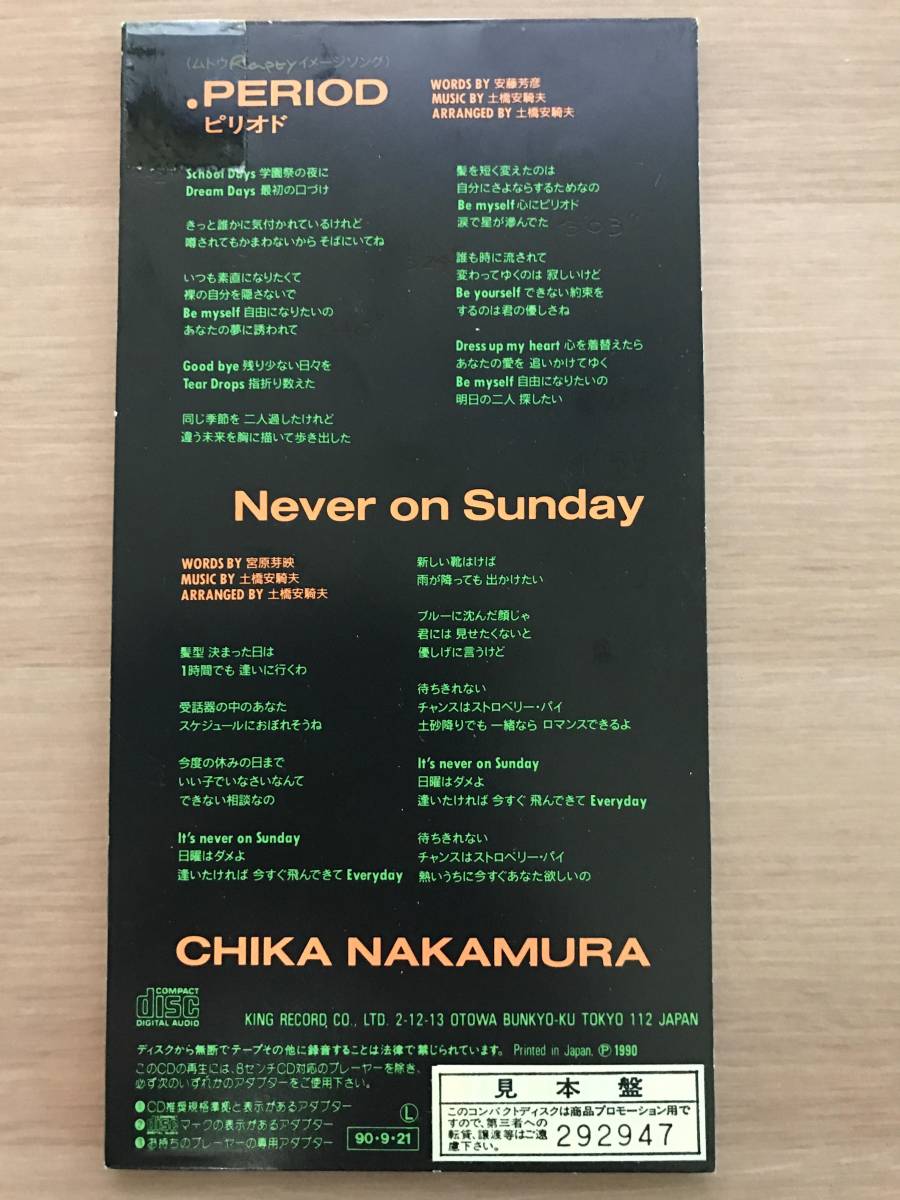 (ムトウRapty イメージソング)
.PERIOD
ピリオド
WORDS BY 安藤芳彦
MUSIC BY 土橋安騎夫
ARRANGED BY 土橋安騎夫
School Days 学園祭の夜に
Dream Days 最初の口づけ
きっと誰かに気付かれているけれど
噂されてもかまわないから そばにいてね
いつも素直になりたくて
裸の自分を隠さないで
Be myself 自由になりたいの
あなたの夢に誘われて
Good bye 残り少ない日々を
Tear Drops 指折り数えた
同じ季節を 二人過したけれど
違う未来を胸に描いて歩き出した
髪を短く変えたのは
自分にさよならするためなの
Be myself 心にピリオド
涙で星が滲んでた
誰も時に流されて
変わってゆくのは 寂しいけど
Be yourself できない約束を
するのは君の優しさね
Dress up my heart 心を着替えたら
あなたの愛を 追いかけてゆく
Be myself 自由になりたいの
明日の二人 探したい
Never on Sunday
WORDS BY 宮原芽映
MUSIC BY 土橋安騎夫
ARRANGED BY 土橋安騎夫
髪型 決まった日は
1時間でも 逢いに行くわ
受話器の中のあなた
スケジュールにおぼれそうね
今度の休みの日まで
いい子でいなさいなんて
できない相談なの
It's never on Sunday
日曜はダメよ
逢いたければ 今すぐ飛んできて Everyday
新しい靴はけば
雨が降っても 出かけたい
ブルーに沈んだ顔じゃ
君には 見せたくないと
優しげに言うけど
待ちきれない
チャンスはストロベリー・パイ
土砂降りでも 一緒なら ロマンスできるよ
It's never on Sunday
日曜はダメよ
逢いたければ 今すぐ 飛んできて Everyday
待ちきれない
チャンスはストロベリー・パイ
熱いうちに今すぐあなた欲しいの
CHIKA NAKAMURA
COMPACT
disc
DIGITAL AUDIO
KING RECORD CO., LTD. 2-12-13 OTOWA BUNKYO-KU TOKYO 112 JAPAN
ディスクから無断でテープその他に録音することは法律で禁じられています。 Printed in Japan. Ⓟ 1990
このCDの再生には、8センチCD対応のプレーヤーを除き、
必ず次のいずれかのアダプターをご使用下さい。
❶CD推奨規格準拠と表示があるアダプター
❷disc マークの表示があるアダプター
❸お持ちのプレーヤーの専用アダプター
Ⓛ
90・9・21
見本盤
このコンパクトディスクは商品プロモーション用で
すので、第三者への
転貸、譲渡等はご遠
慮下さい。
292947